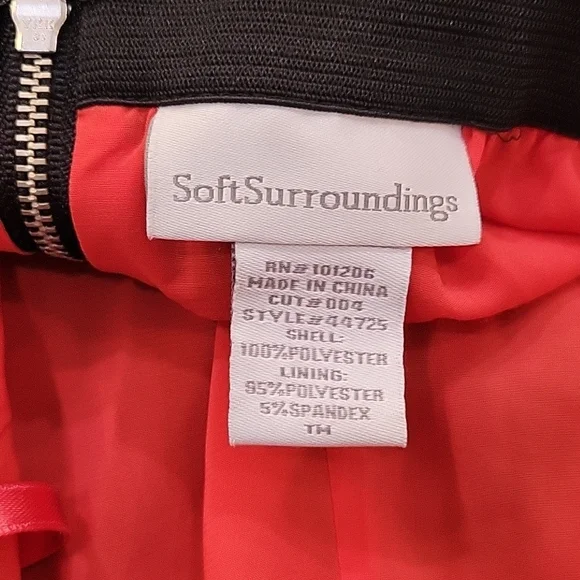 YKK
SoftSurroundings
RN#101206
MADE IN CHINA
CUT#004
STYLE#44725
SHELL:
100%POLYESTER
LINING:
95%POLYESTER
5%SPANDEX
TM